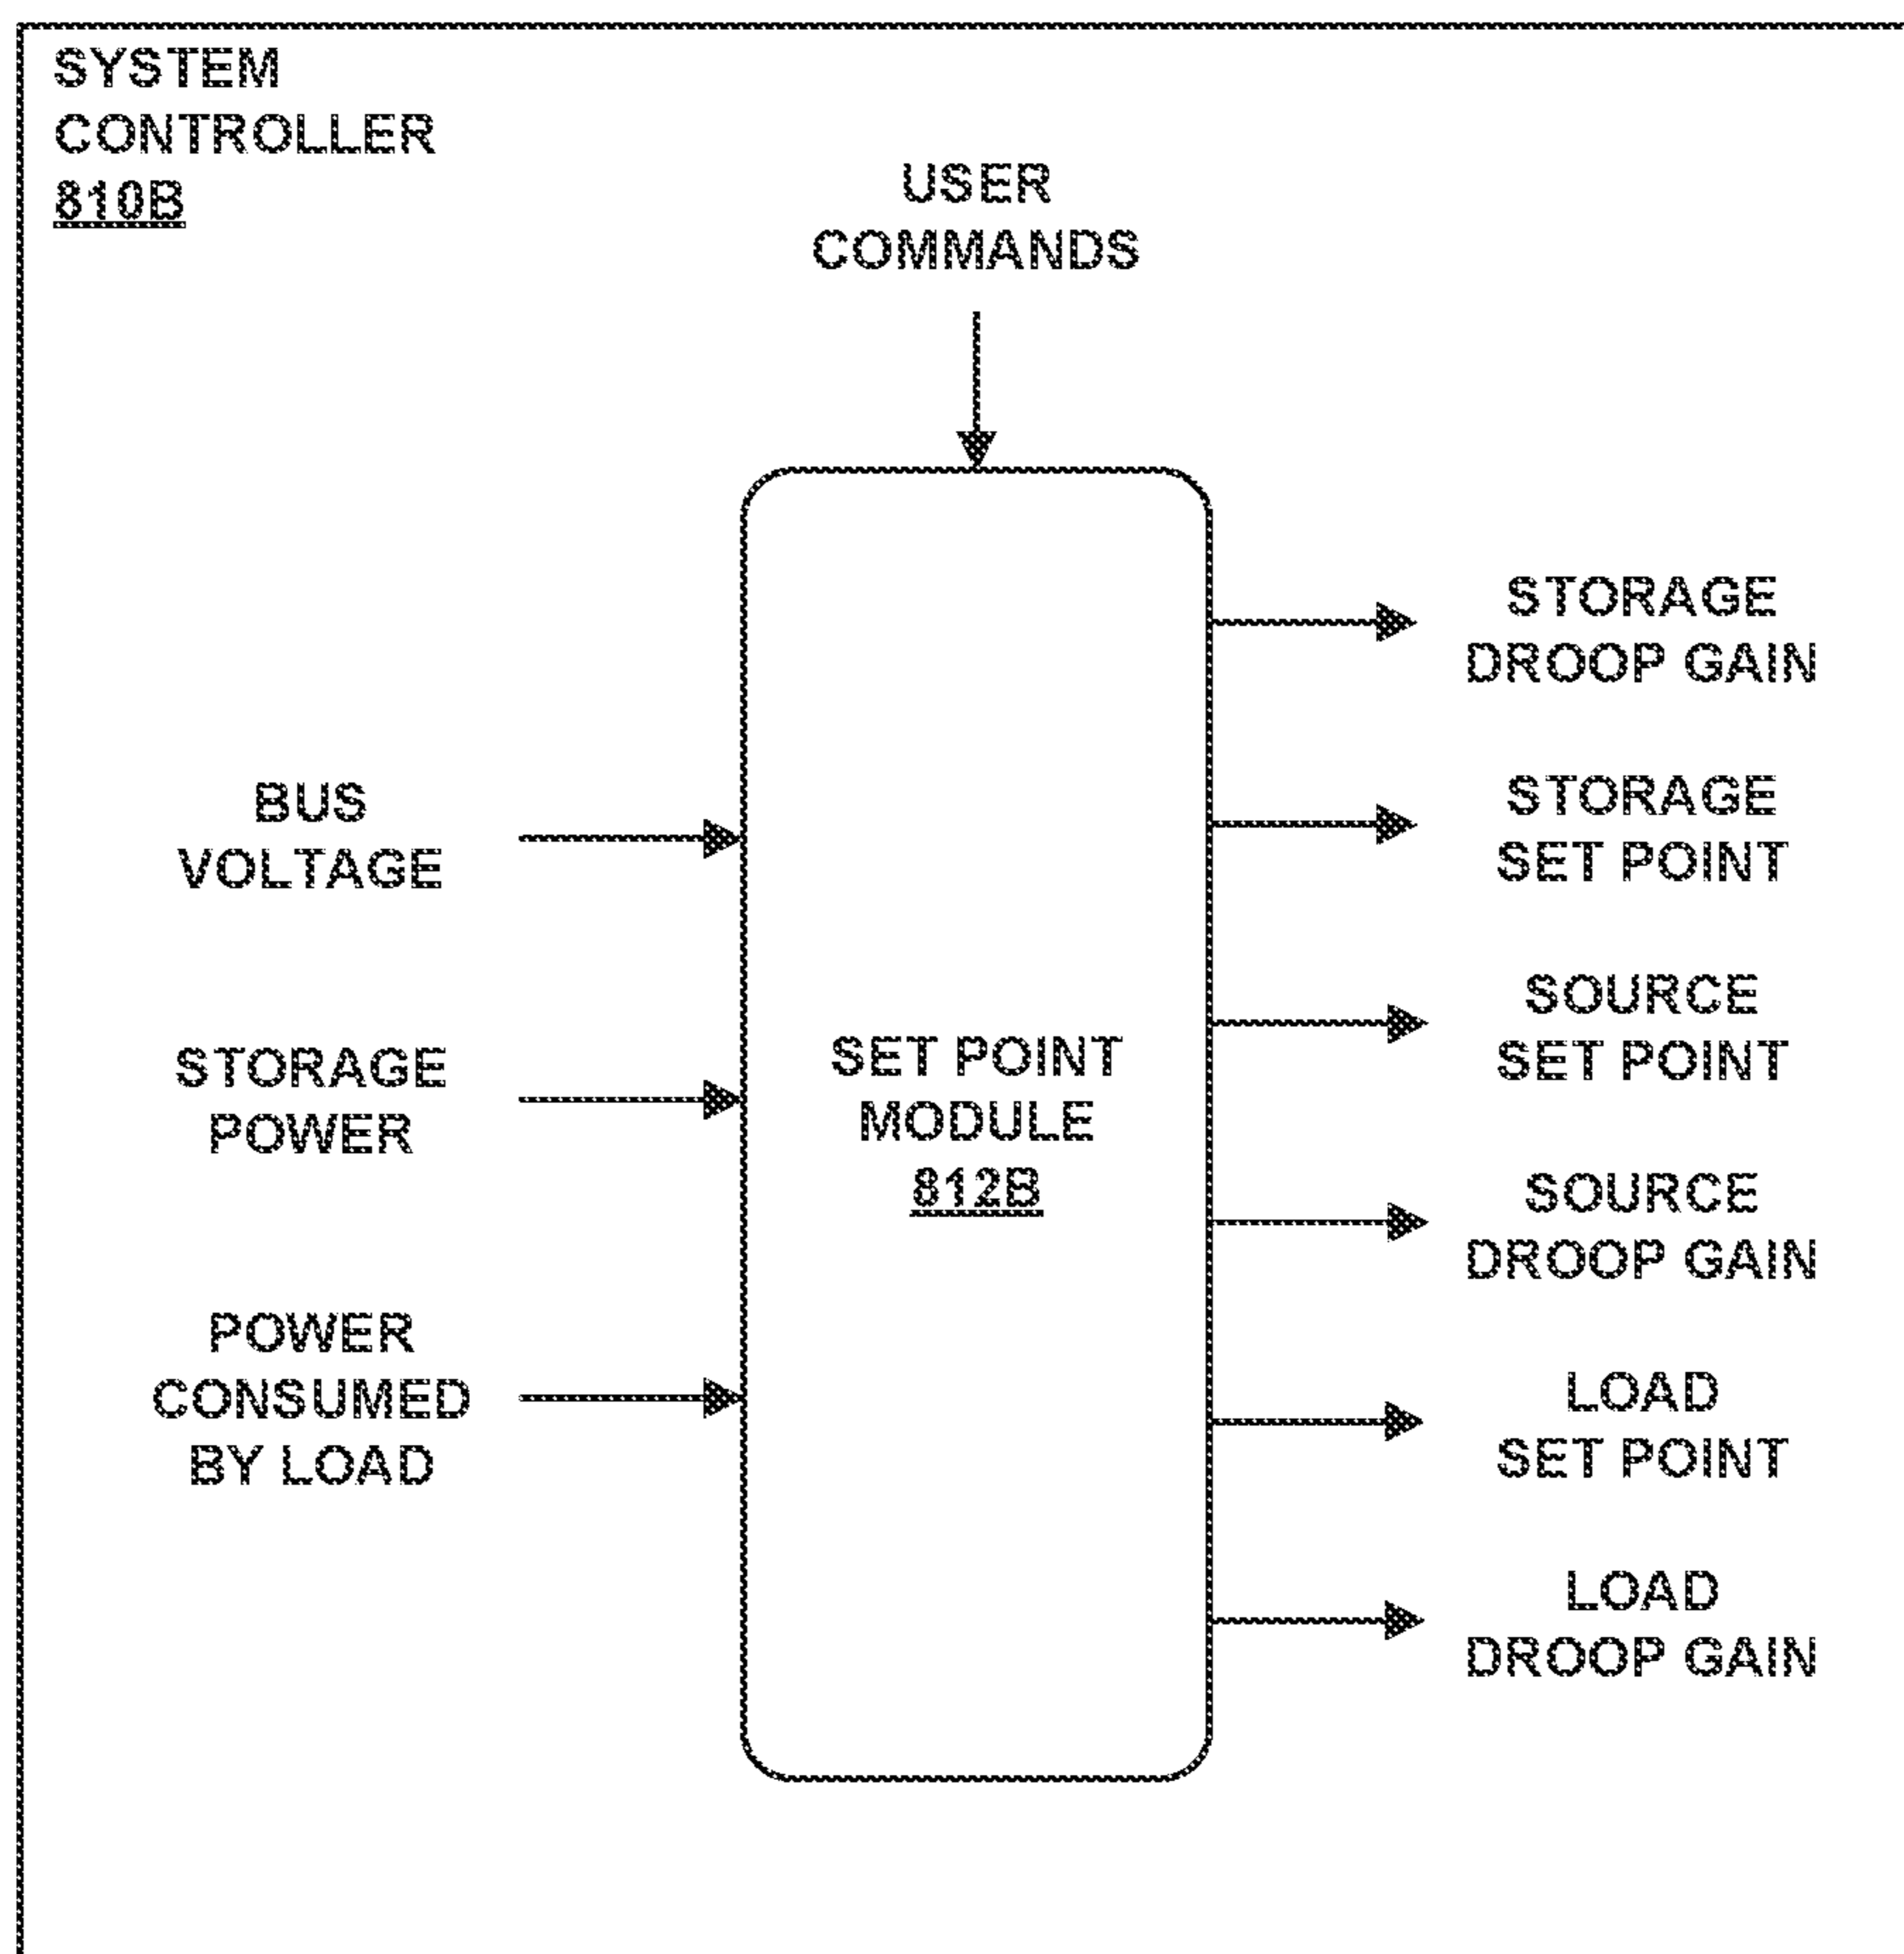 SYSTEM
CONTROLLER
810B
USER
COMMANDS
BUS
VOLTAGE
STORAGE
POWER
POWER
CONSUMED
BY LOAD
SET POINT
MODULE
812B
STORAGE
DROOP GAIN
STORAGE
SET POINT
SOURCE
SET POINT
SOURCE
DROOP GAIN
LOAD
SET POINT
LOAD
DROOP GAIN